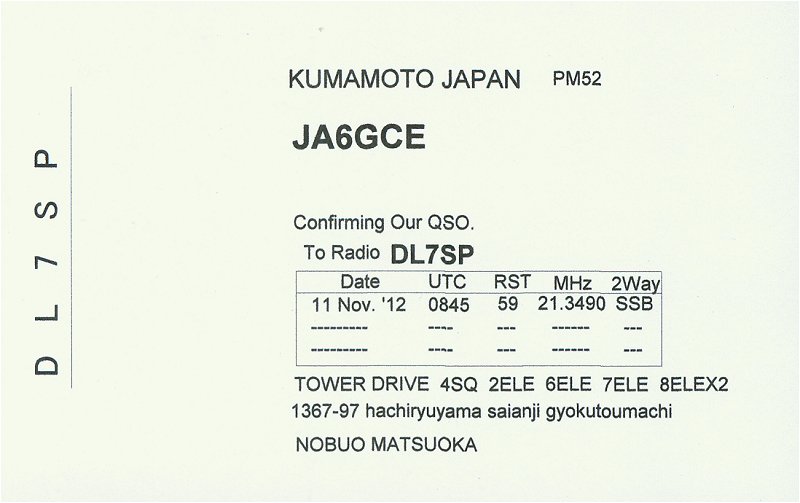 D L 7 S P
KUMAMOTO JAPAN PM52
JA6GCE
Confirming Our QSO.
To Radio DL7SP
Date UTC RST MHz 2Way
11 Nov. '12 0845 59 21.3490 SSB
--------- ----- --- ------ ---
--------- ----- --- ------ ---
TOWER DRIVE 4SQ 2ELE 6ELE 7ELE 8ELEX2
1367-97 hachiryuyama saianji gyokutoumachi
NOBUO MATSUOKA